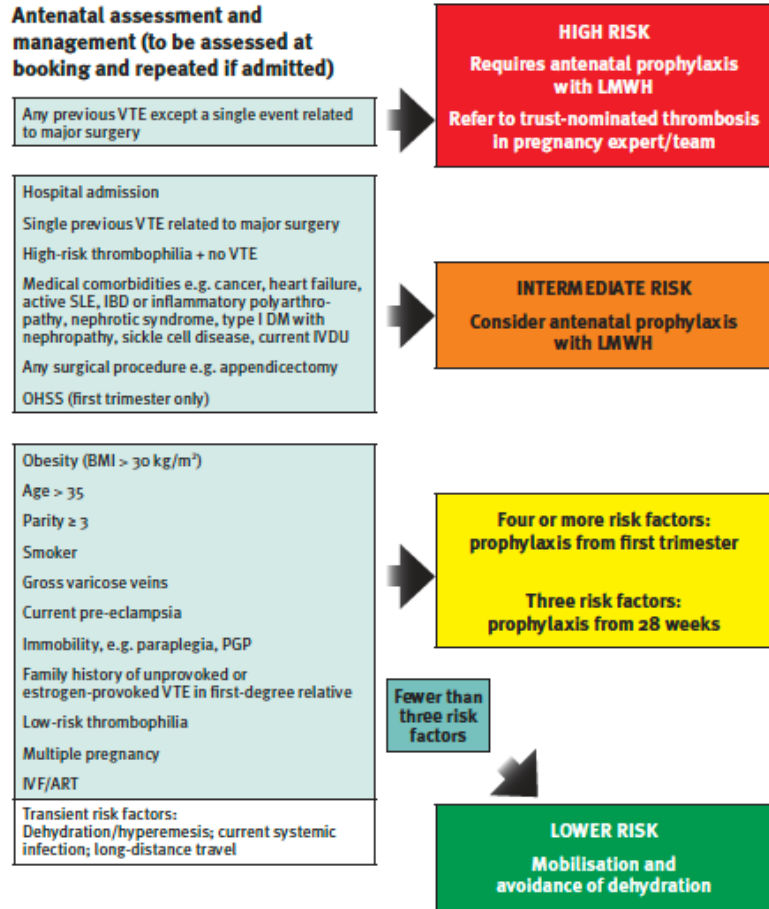 Antenatal assessment and
management (to be assessed at
booking and repeated if admitted)
Any previous VTE except a single event related
to major surgery
HIGH RISK
Requires antenatal prophylaxis
with LMWH
Refer to trust-nominated thrombosis
in pregnancy expert/team
Hospital admission
Single previous VTE related to major surgery
High-risk thrombophilia + no VTE
Medical comorbidities e.g. cancer, heart failure,
active SLE, IBD or inflammatory polyarthro-
pathy, nephrotic syndrome, type I DM with
nephropathy, sickle cell disease, current IVDU
Any surgical procedure e.g. appendicectomy
OHSS (first trimester only)
INTERMEDIATE RISK
Consider antenatal prophylaxis
with LMWH
Obesity (BMI > 30 kg/m²)
Age > 35
Parity ≥ 3
Smoker
Gross varicose veins
Current pre-eclampsia
Immobility, e.g. paraplegia, PGP
Family history of unprovoked or
estrogen-provoked VTE in first-degree relative
Low-risk thrombophilia
Multiple pregnancy
IVF/ART
Transient risk factors:
Dehydration/hyperemesis; current systemic
infection; long-distance travel
Four or more risk factors:
prophylaxis from first trimester
Three risk factors:
prophylaxis from 28 weeks
Fewer than
three risk
factors
LOWER RISK
Mobilisation and
avoidance of dehydration